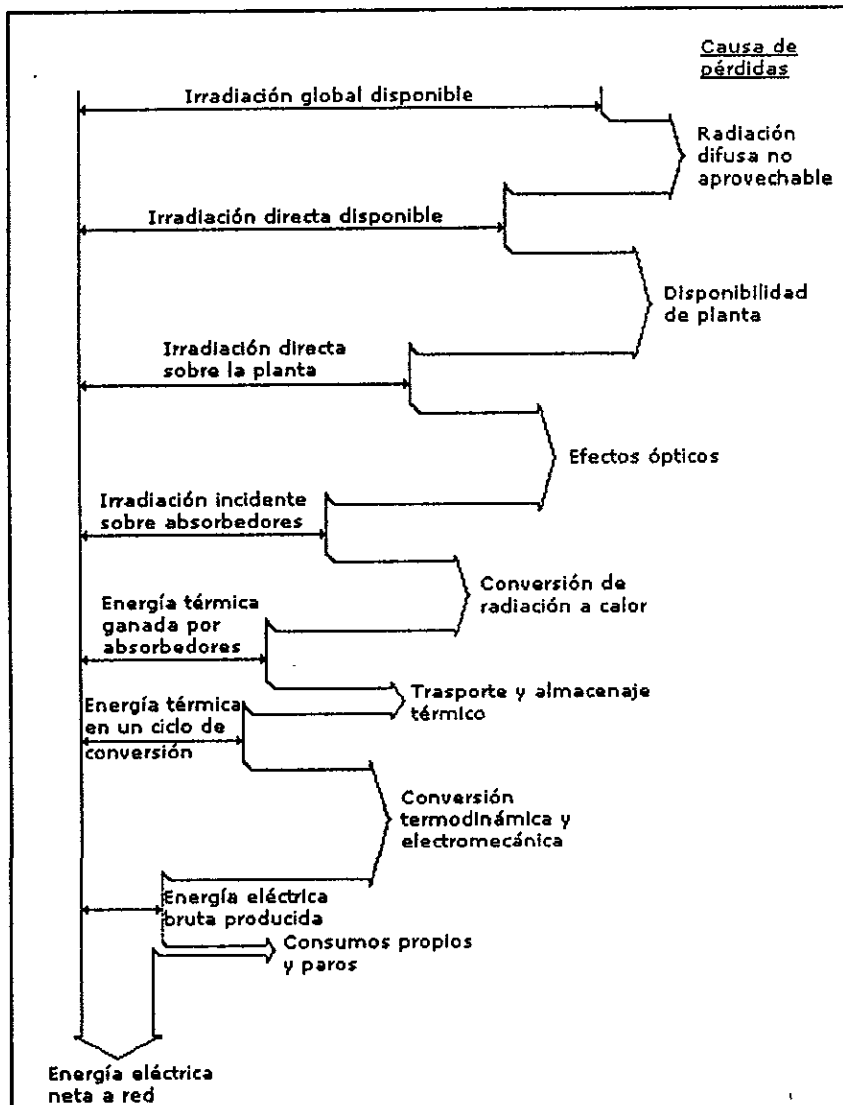 Causa de
pérdidas
Irradiación global disponible
Radiación
difusa no
aprovechable
Irradiación directa disponible
Disponibilidad
de planta
Irradiación directa
sobre la planta
Efectos ópticos
Irradiación incidente
sobre absorbedores
Conversión de
radiación a calor
Energía térmica
ganada por
absorbedores
Trasporte y almacenaje
térmico
Energía térmica
en un ciclo de
conversión
Conversión
termodinámica y
electromecánica
Energía eléctrica
bruta producida
Consumos propios
y paros
Energía eléctrica
neta a red